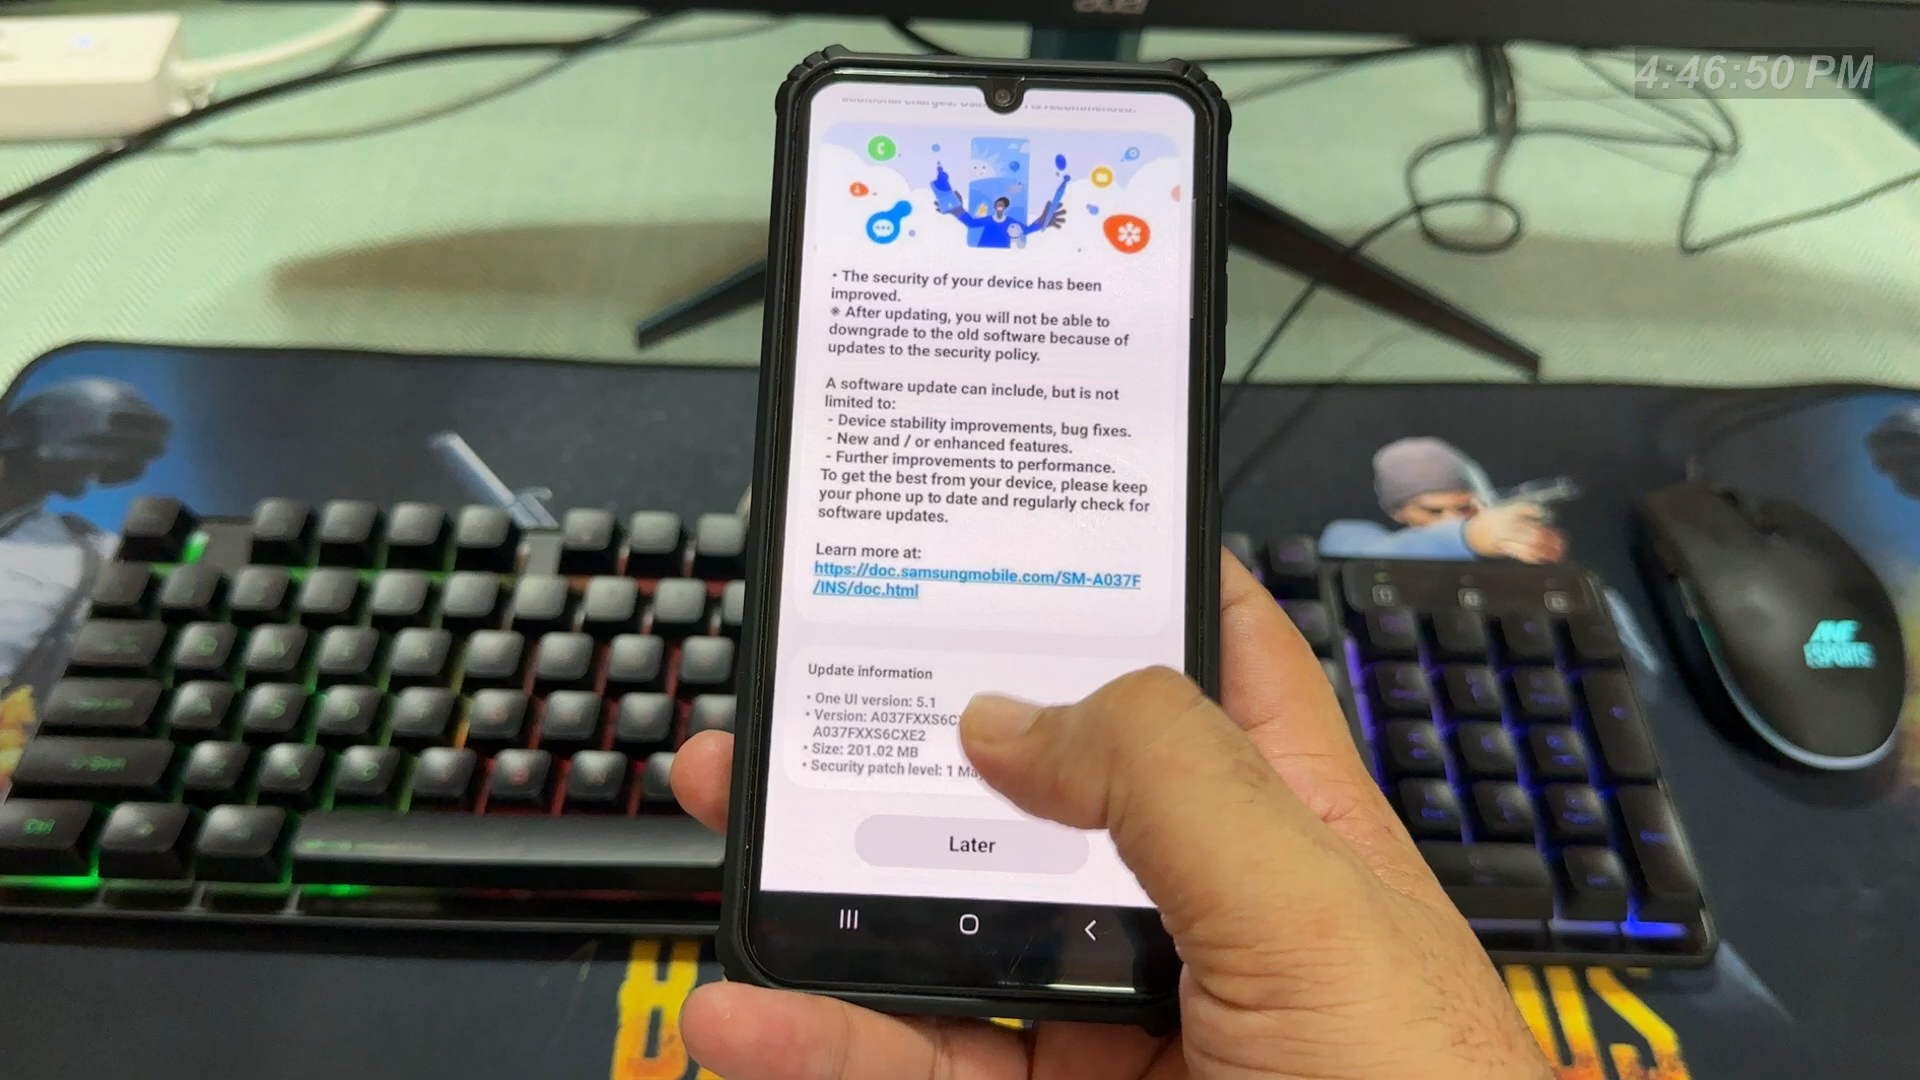 acer
4:46:50 PM
• The security of your device has been
improved.
※ After updating, you will not be able to
downgrade to the old software because of
updates to the security policy.
A software update can include, but is not
limited to:
- Device stability improvements, bug fixes.
- New and / or enhanced features.
- Further improvements to performance.
To get the best from your device, please keep
your phone up to date and regularly check for
software updates.
Learn more at:
https://doc.samsungmobile.com/SM-A037F
/INS/doc.html
Update information
• One UI version: 5.1
• Version: A037FXXS6C
A037FXXS6CXE2
• Size: 201.02 MB
• Security patch level: 1
Later
ANT
ESPORTS
Ctrl